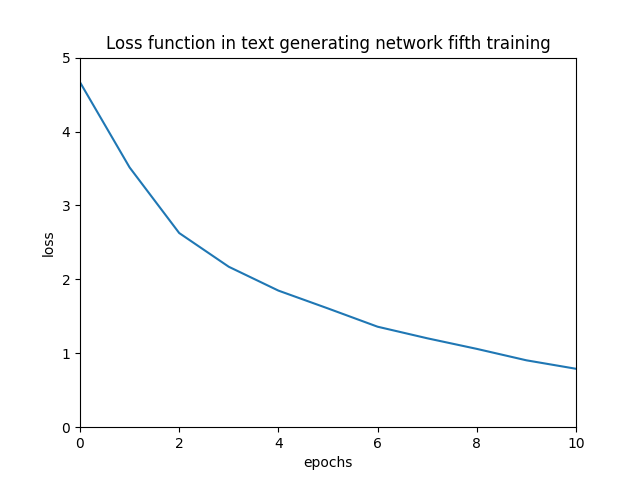 Loss function in text generating network fifth training
5
4
3
2
1
0
loss
0 2 4 6 8 10
epochs